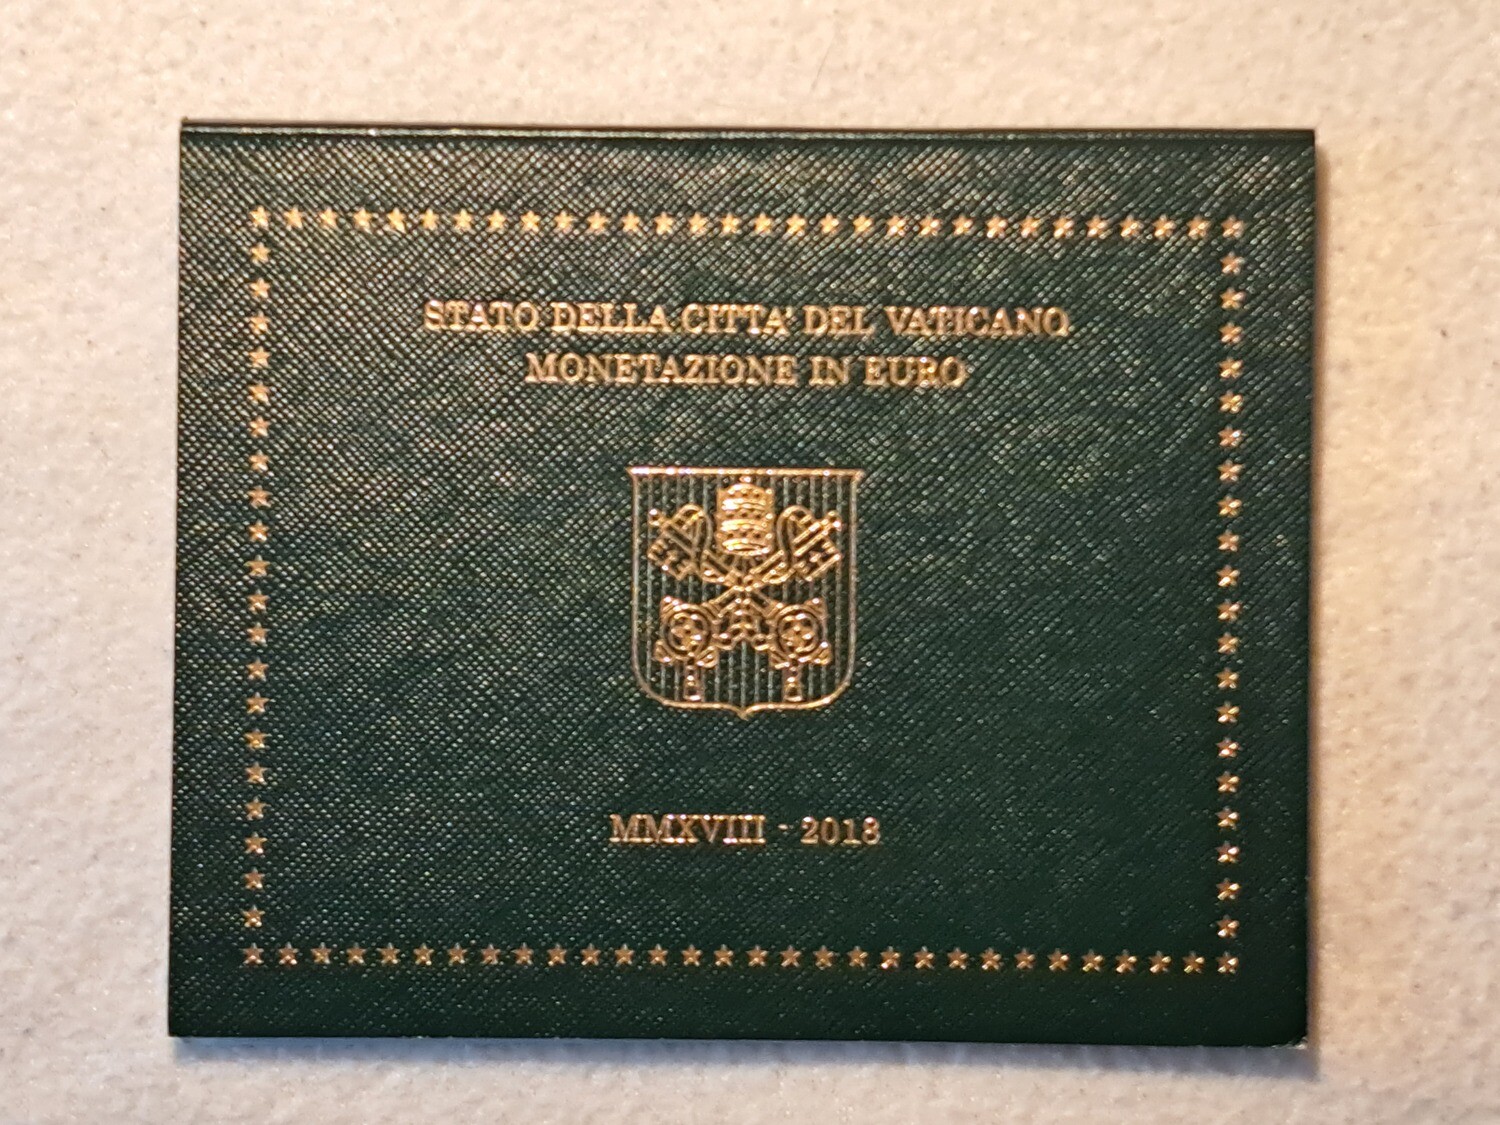 STATO DELLA CITTA' DEL VATICANO
MONETAZIONE IN EURO
MMXVIII - 2018